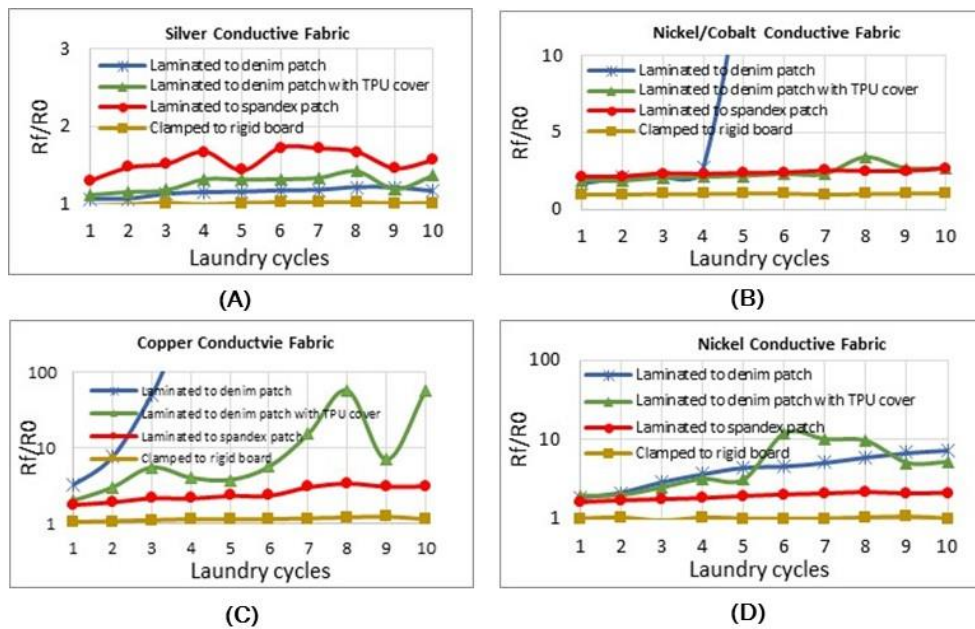 Silver Conductive Fabric
3
2
1
Rf/R0
Laminated to denim patch
Laminated to denim patch with TPU cover
Laminated to spandex patch
Clamped to rigid board
1 2 3 4 5 6 7 8 9 10
Laundry cycles
(A)
Nickel/Cobalt Conductive Fabric
10
5
0
Rf/R0
Laminated to denim patch
Laminated to denim patch with TPU cover
Laminated to spandex patch
Clamped to rigid board
1 2 3 4 5 6 7 8 9 10
Laundry cycles
(B)
Copper Conductvie Fabric
100
10
1
Rf/R0
Laminated to denim patch
Laminated to denim patch with TPU cover
Laminated to spandex patch
Clamped to rigid board
1 2 3 4 5 6 7 8 9 10
Laundry cycles
(C)
Nickel Conductive Fabric
100
10
1
Rf/R0
Laminated to denim patch
Laminated to denim patch with TPU cover
Laminated to spandex patch
Clamped to rigid board
1 2 3 4 5 6 7 8 9 10
Laundry cycles
(D)